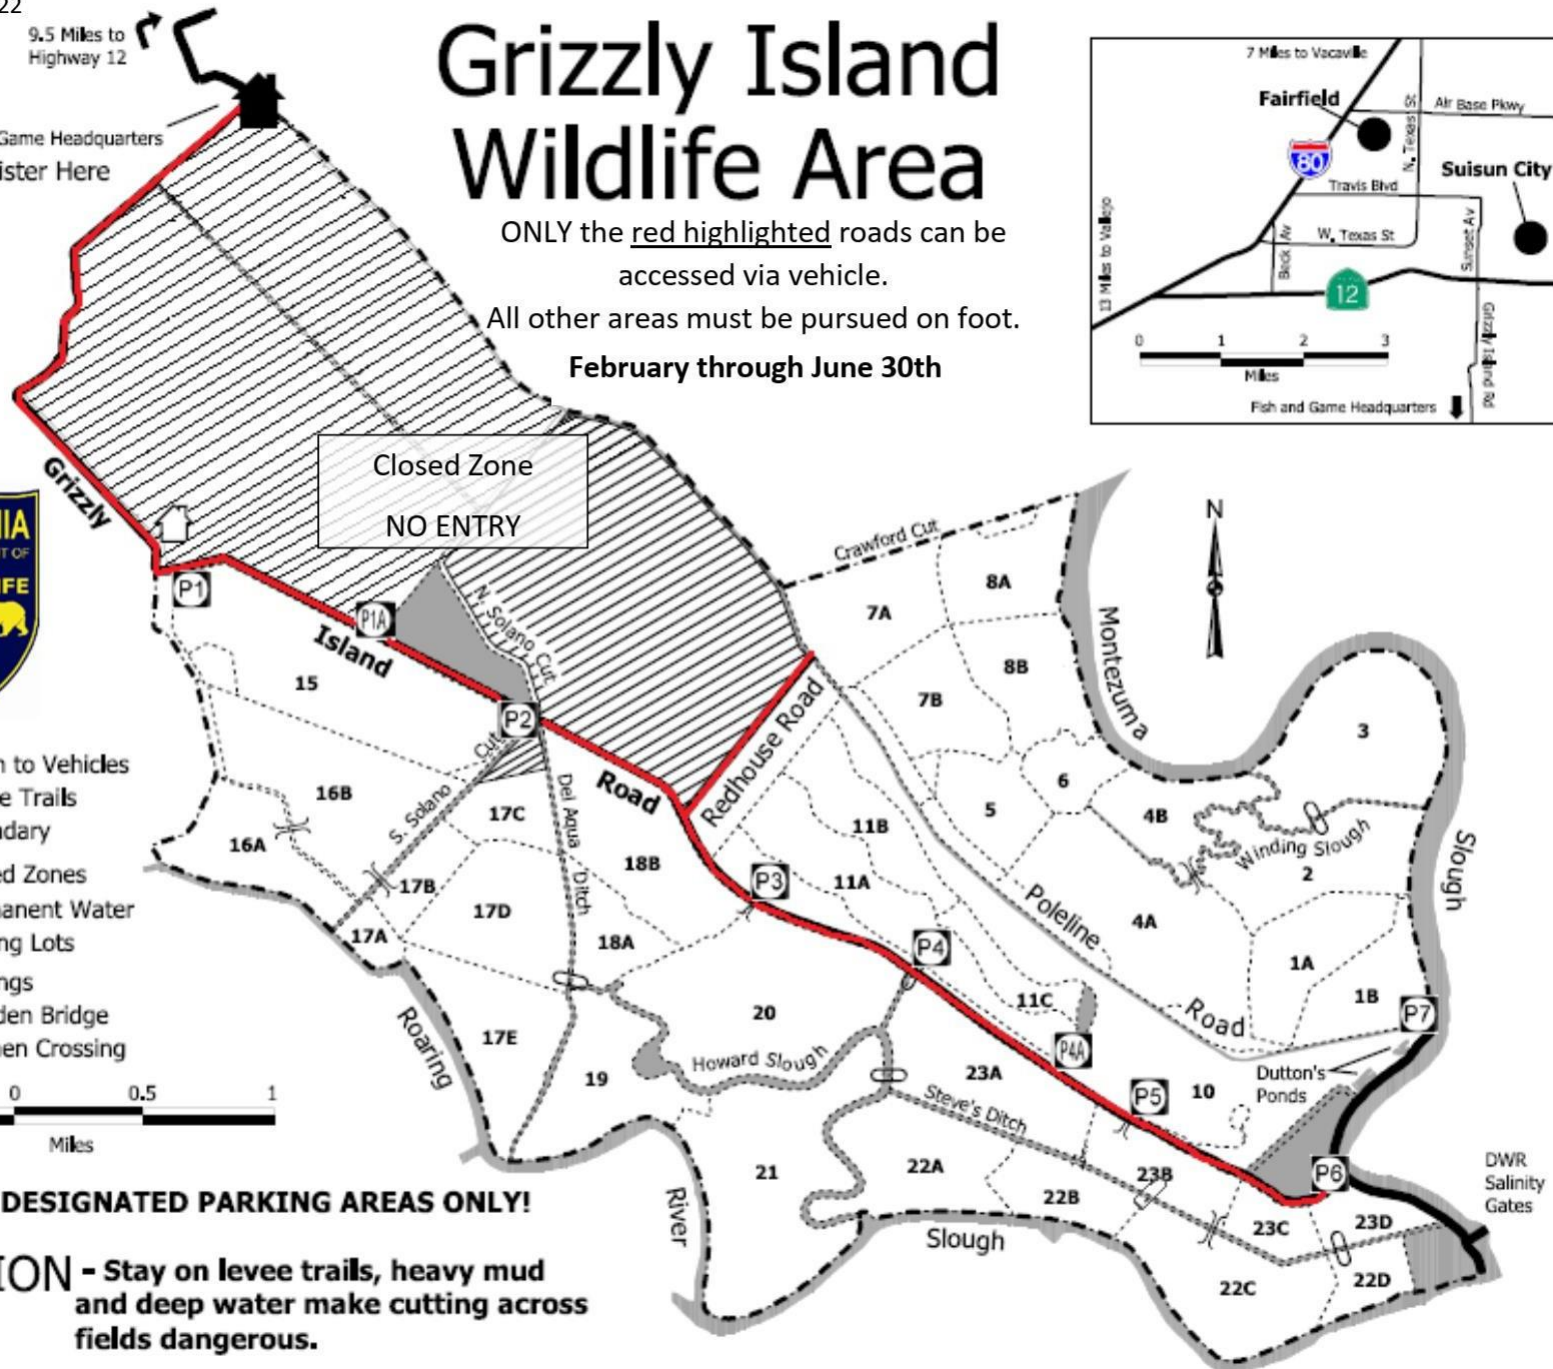 22
9.5 Miles to
Highway 12
Game Headquarters
ister Here
Grizzly Island
Wildlife Area
ONLY the red highlighted roads can be
accessed via vehicle.
All other areas must be pursued on foot.
February through June 30th
7 Miles to Vacaville
Fairfield
Air Base Pkwy
N. Texas St
80
Suisun City
Travis Blvd
W. Texas St
Beck Av
Sunset Av
13 Miles to Vallejo
12
Grizzly Island Rd
0 1 2 3
Miles
Fish and Game Headquarters
Closed Zone
NO ENTRY
Grizzly
NIA
T OF
IFE
P1
P1A
Island
N. Solano Cut
P2
Road
Redhouse Road
Crawford Cut
7A
8A
8B
7B
Montezuma
N
3
6
5
4B
Winding Slough
2
Slough
4A
Poleline
Road
1A
1B
P7
Dutton's
Ponds
15
16B
16A
S. Solano
Cut
17C
17B
17A
17D
17E
Del Aqua Ditch
18B
18A
P3
11B
11A
P4
11C
P4A
20
Howard Slough
19
Roaring
River
Slough
21
23A
Steve's Ditch
P5
10
22A
22B
23B
P6
23C
23D
22C
22D
DWR
Salinity
Gates
n to Vehicles
e Trails
ndary
ed Zones
nanent Water
ng Lots
ngs
den Bridge
nen Crossing
0 0.5 1
Miles
DESIGNATED PARKING AREAS ONLY!
ION - Stay on levee trails, heavy mud
and deep water make cutting across
fields dangerous.